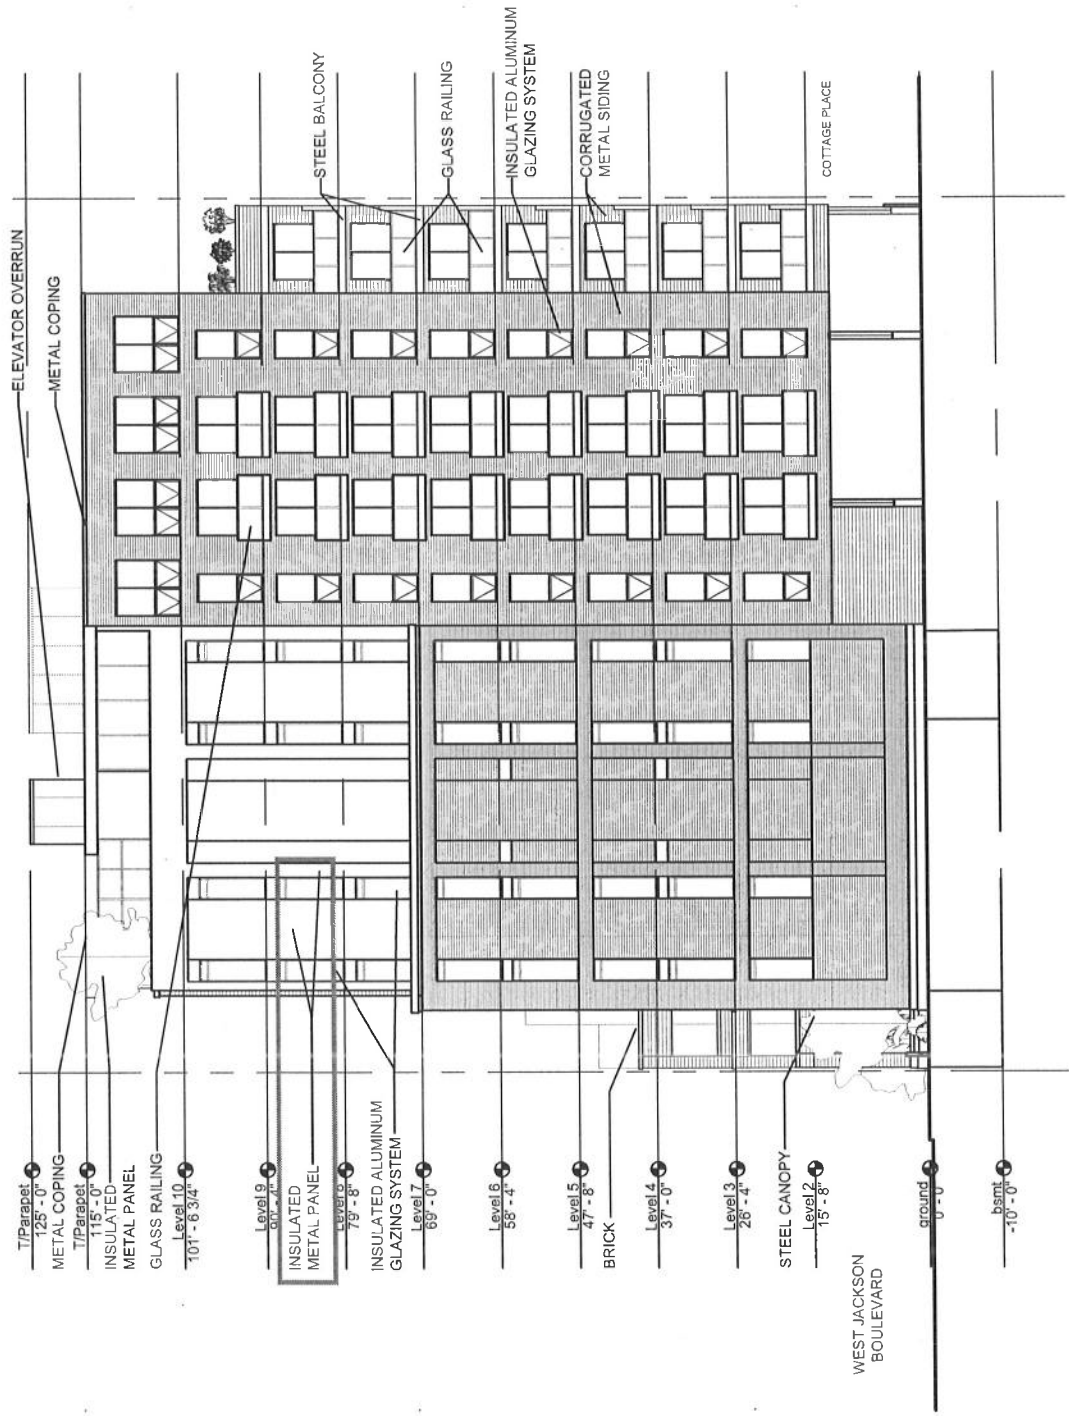 ELEVATOR OVERRUN
METAL COPING
STEEL BALCONY
GLASS RAILING
INSULATED ALUMINUM
GLAZING SYSTEM
CORRUGATED
METAL SIDING
COTTAGE PLACE
T/Parapet
125' - 0"
METAL COPING
T/Parapet
115' - 0"
INSULATED
METAL PANEL
GLASS RAILING
Level 10
101' - 6 3/4"
Level 9
90' - 4"
INSULATED
METAL PANEL
Level 8
79' - 8"
INSULATED ALUMINUM
GLAZING SYSTEM
Level 7
69' - 0"
Level 6
58' - 4"
Level 5
47' - 8"
BRICK
Level 4
37' - 0"
Level 3
26' - 4"
STEEL CANOPY
Level 2
15' - 8"
WEST JACKSON
BOULEVARD
ground
0' - 0"
bsmt
-10' - 0"